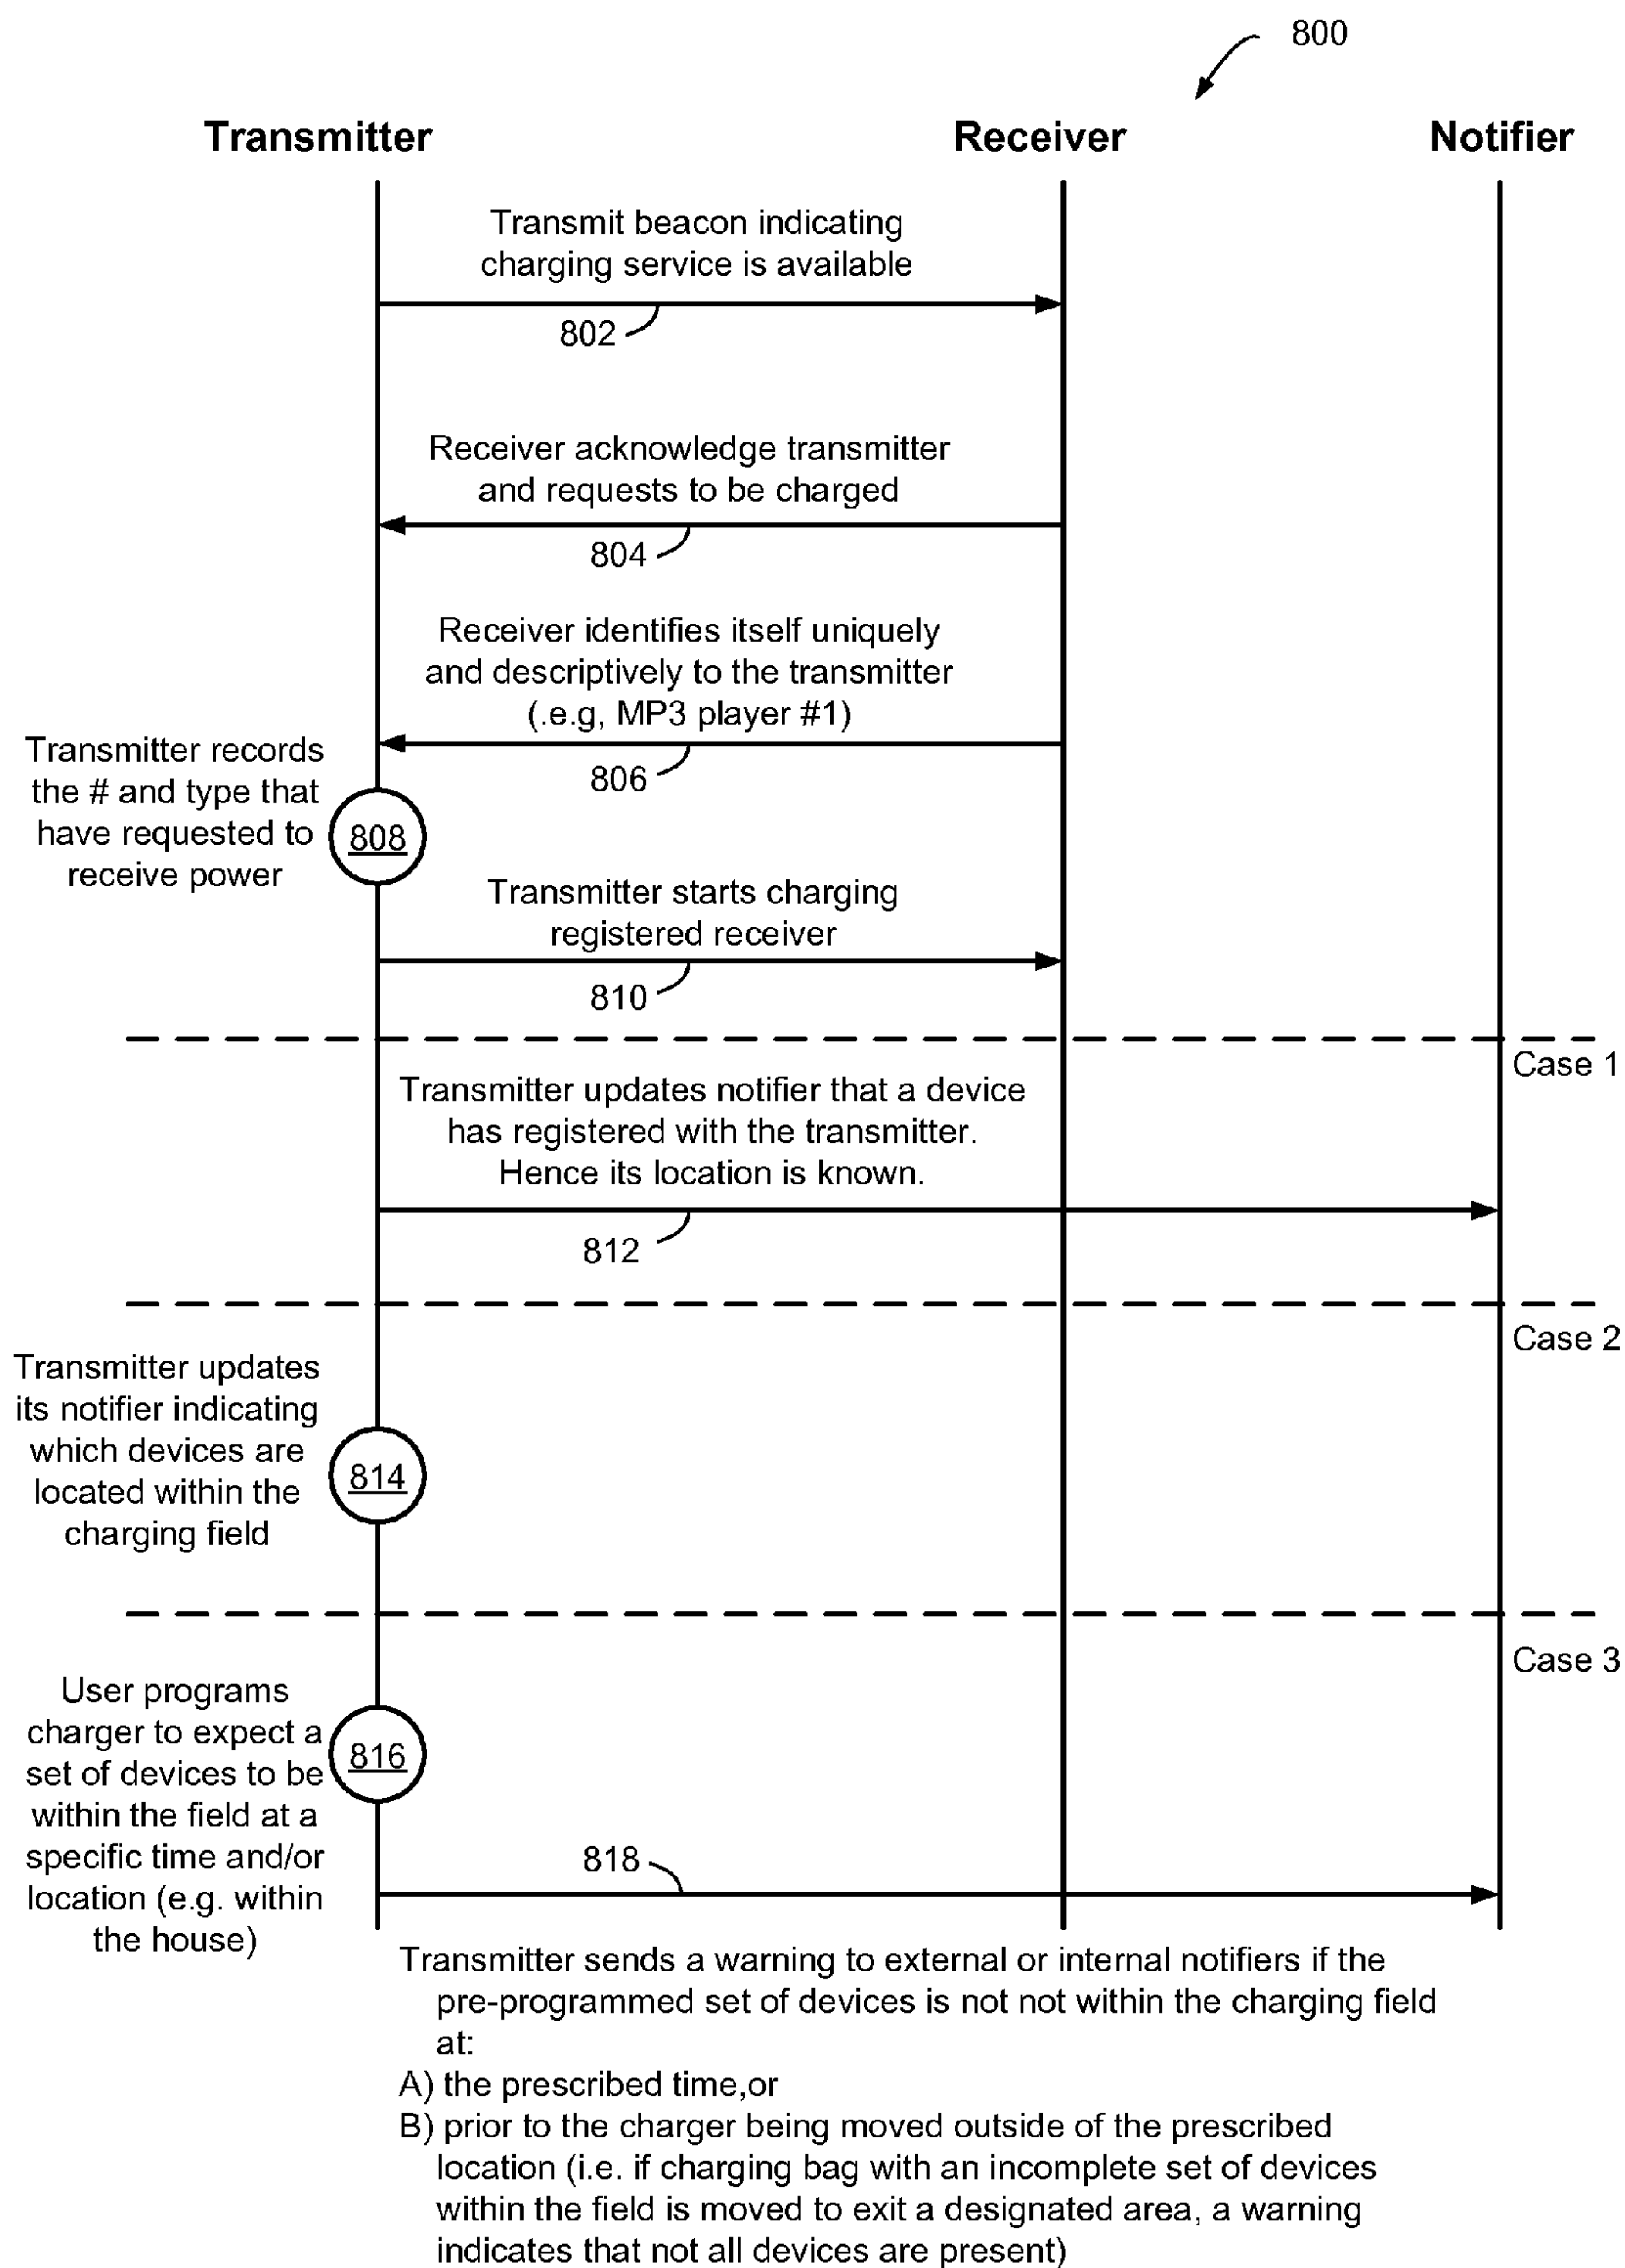 800
Transmitter
Receiver
Notifier
Transmit beacon indicating
charging service is available
802
Receiver acknowledge transmitter
and requests to be charged
804
Receiver identifies itself uniquely
and descriptively to the transmitter
(.e.g, MP3 player #1)
806
Transmitter records
the # and type that
have requested to
receive power
808
Transmitter starts charging
registered receiver
810
Case 1
Transmitter updates notifier that a device
has registered with the transmitter.
Hence its location is known.
812
Case 2
Transmitter updates
its notifier indicating
which devices are
located within the
charging field
814
Case 3
User programs
charger to expect a
set of devices to be
within the field at a
specific time and/or
location (e.g. within
the house)
816
818
Transmitter sends a warning to external or internal notifiers if the
pre-programmed set of devices is not not within the charging field
at:
A) the prescribed time,or
B) prior to the charger being moved outside of the prescribed
location (i.e. if charging bag with an incomplete set of devices
within the field is moved to exit a designated area, a warning
indicates that not all devices are present)